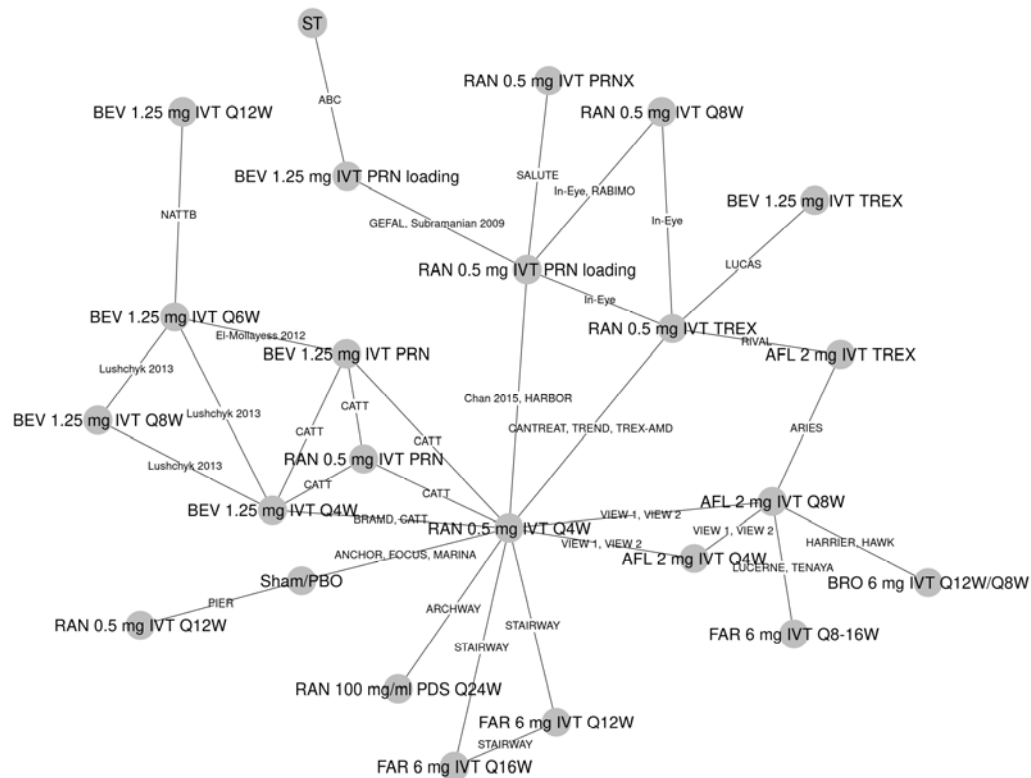 ST
RAN 0.5 mg IVT PRNX
ABC
BEV 1.25 mg IVT Q12W
RAN 0.5 mg IVT Q8W
SALUTE
BEV 1.25 mg IVT PRN loading
In-Eye, RABIMO
BEV 1.25 mg IVT TREX
NATTB
GEFAL, Subramanian 2009
In-Eye
LUCAS
RAN 0.5 mg IVT PRN loading
In-Eye
BEV 1.25 mg IVT Q6W
El-Mollayess 2012
RAN 0.5 mg IVT TREX
RIVAL
BEV 1.25 mg IVT PRN
AFL 2 mg IVT TREX
Lushchyk 2013
Chan 2015, HARBOR
CATT
Lushchyk 2013
BEV 1.25 mg IVT Q8W
CANTREAT, TREND, TREX-AMD
ARIES
CATT
CATT
RAN 0.5 mg IVT PRN
Lushchyk 2013
CATT
CATT
AFL 2 mg IVT Q8W
BEV 1.25 mg IVT Q4W
BRAMD, CATT
RAN 0.5 mg IVT Q4W
VIEW 1, VIEW 2
VIEW 1, VIEW 2
VIEW 1, VIEW 2
HARRIER, HAWK
ANCHOR, FOCUS, MARINA
AFL 2 mg IVT Q4W
LUCERNE, TENAYA
Sham/PBO
BRO 6 mg IVT Q12W/Q8W
PIER
ARCHWAY
RAN 0.5 mg IVT Q12W
STAIRWAY
FAR 6 mg IVT Q8-16W
STAIRWAY
RAN 100 mg/ml PDS Q24W
FAR 6 mg IVT Q12W
STAIRWAY
FAR 6 mg IVT Q16W